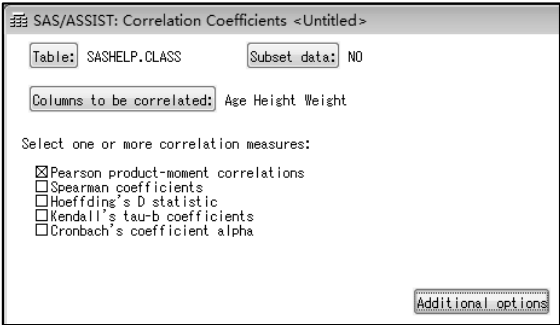 SAS/ASSIST: Correlation Coefficients <Untitled>
Table: SASHELP.CLASS Subset data: NO
Columns to be correlated: Age Height Weight
Select one or more correlation measures:
Pearson product-moment correlations
Spearman coefficients
Hoeffding's D statistic
Kendall's tau-b coefficients
Cronbach's coefficient alpha
Additional options